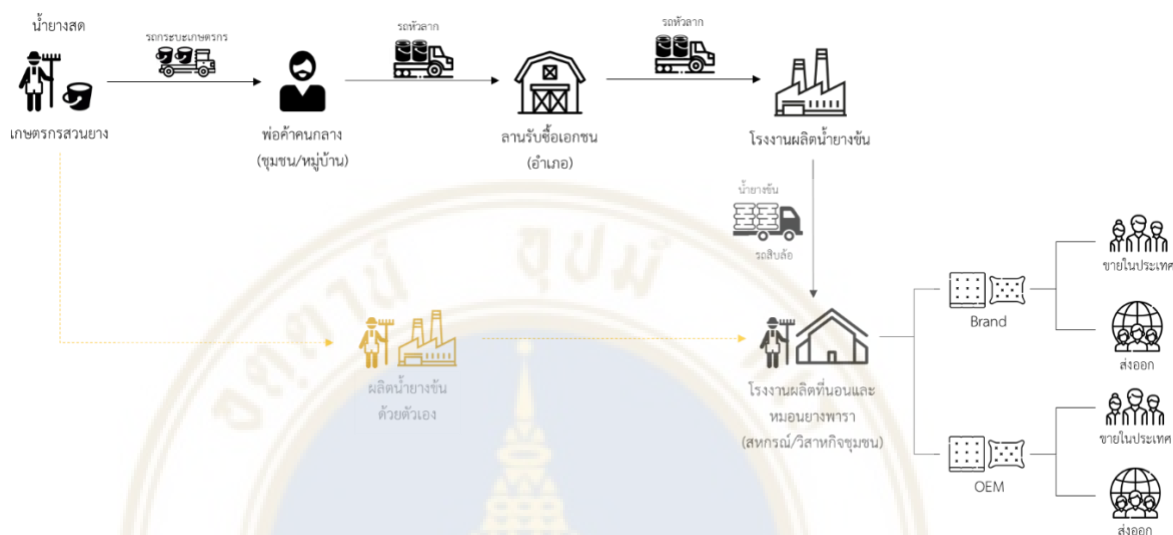 น้ำยางสด
รถกระบะเกษตรกร
รถหัวลาก
รถหัวลาก
เกษตรกรสวนยาง
พ่อค้าคนกลาง
(ชุมชน/หมู่บ้าน)
ลานรับซื้อเอกชน
(อำเภอ)
โรงงานผลิตน้ำยางข้น
น้ำยางข้น
รถสิบล้อ
ผลิตน้ำยางข้น
ด้วยตัวเอง
โรงงานผลิตที่นอนและ
หมอนยางพารา
(สหกรณ์/วิสาหกิจชุมชน)
Brand
ขายในประเทศ
ส่งออก
OEM
ขายในประเทศ
ส่งออก
อตฺตานํ อุปมํ